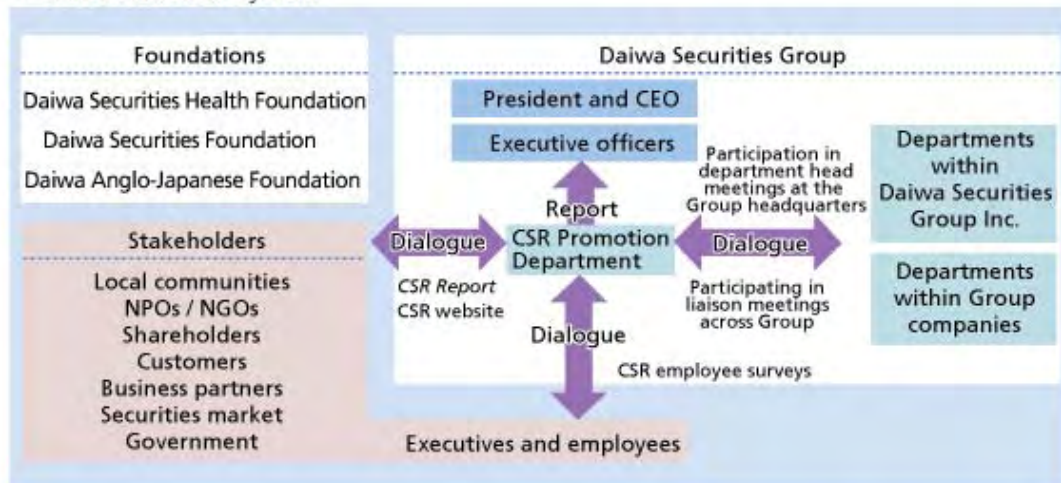 Foundations
Daiwa Securities Health Foundation
Daiwa Securities Foundation
Daiwa Anglo-Japanese Foundation
Stakeholders
Local communities
NPOs / NGOs
Shareholders
Customers
Business partners
Securities market
Government
Daiwa Securities Group
President and CEO
Executive officers
Report
Dialogue
CSR Report
CSR website
CSR Promotion
Department
Participation in
department head
meetings at the
Group headquarters
Dialogue
Participating in
liaison meetings
across Group
Departments
within
Daiwa Securities
Group Inc.
Departments
within Group
companies
Dialogue
CSR employee surveys
Executives and employees